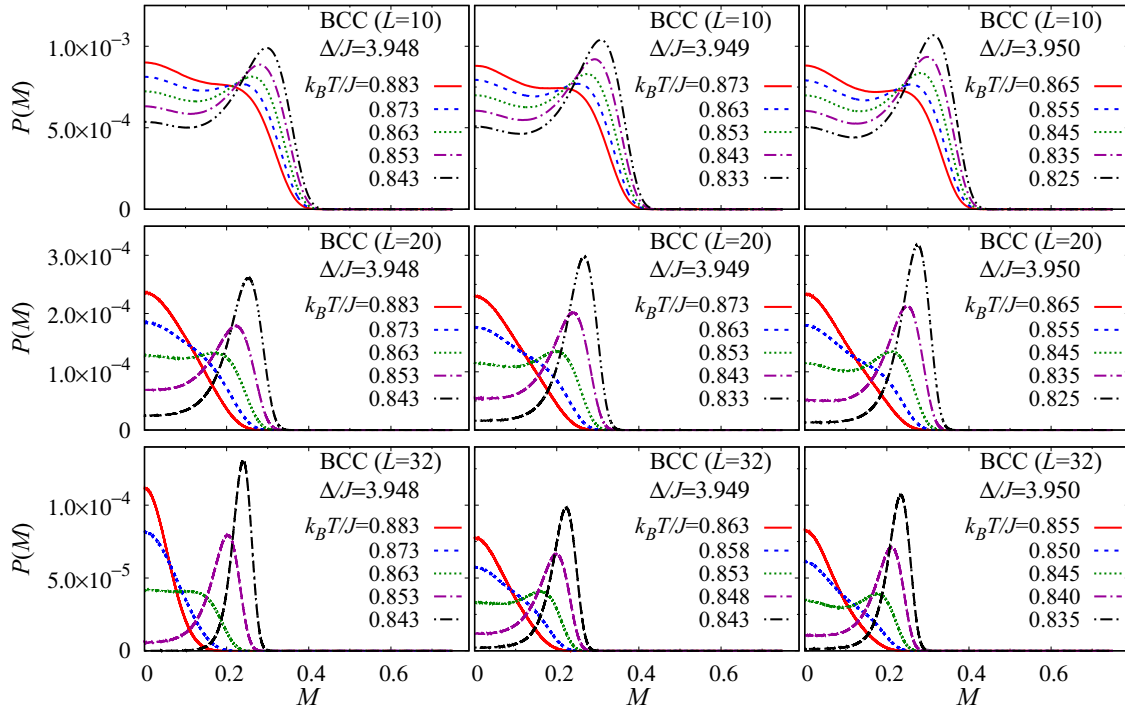 P(M)
1.0×10⁻³
5.0×10⁻⁴
0
BCC (L=10)
Δ/J=3.948
k_BT/J=0.883
0.873
0.863
0.853
0.843
BCC (L=10)
Δ/J=3.949
k_BT/J=0.873
0.863
0.853
0.843
0.833
BCC (L=10)
Δ/J=3.950
k_BT/J=0.865
0.855
0.845
0.835
0.825
P(M)
3.0×10⁻⁴
2.0×10⁻⁴
1.0×10⁻⁴
0
BCC (L=20)
Δ/J=3.948
k_BT/J=0.883
0.873
0.863
0.853
0.843
BCC (L=20)
Δ/J=3.949
k_BT/J=0.873
0.863
0.853
0.843
0.833
BCC (L=20)
Δ/J=3.950
k_BT/J=0.865
0.855
0.845
0.835
0.825
P(M)
1.0×10⁻⁴
5.0×10⁻⁵
0
BCC (L=32)
Δ/J=3.948
k_BT/J=0.883
0.873
0.863
0.853
0.843
BCC (L=32)
Δ/J=3.949
k_BT/J=0.863
0.858
0.853
0.848
0.843
BCC (L=32)
Δ/J=3.950
k_BT/J=0.855
0.850
0.845
0.840
0.835
0 0.2 0.4 0.6
M
0 0.2 0.4 0.6
M
0 0.2 0.4 0.6
M